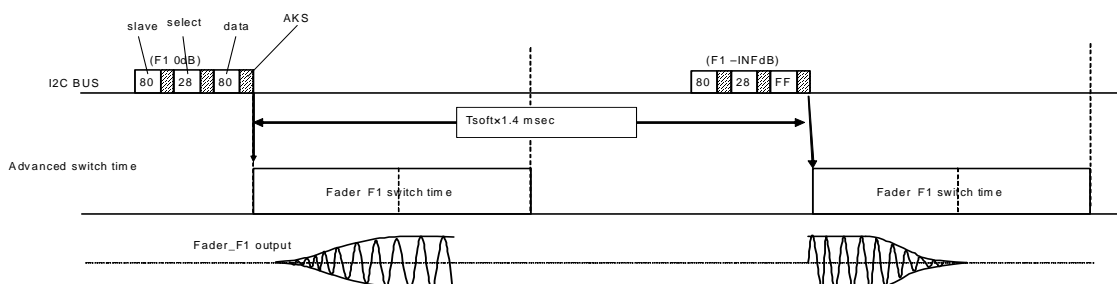 slave select data AKS
(F1 0dB) (F1 –INFdB)
I2C BUS 80 28 80 80 28 FF
Tsoft×1.4 msec
Advanced switch time
Fader F1 switch time Fader F1 switch time
Fader_F1 output